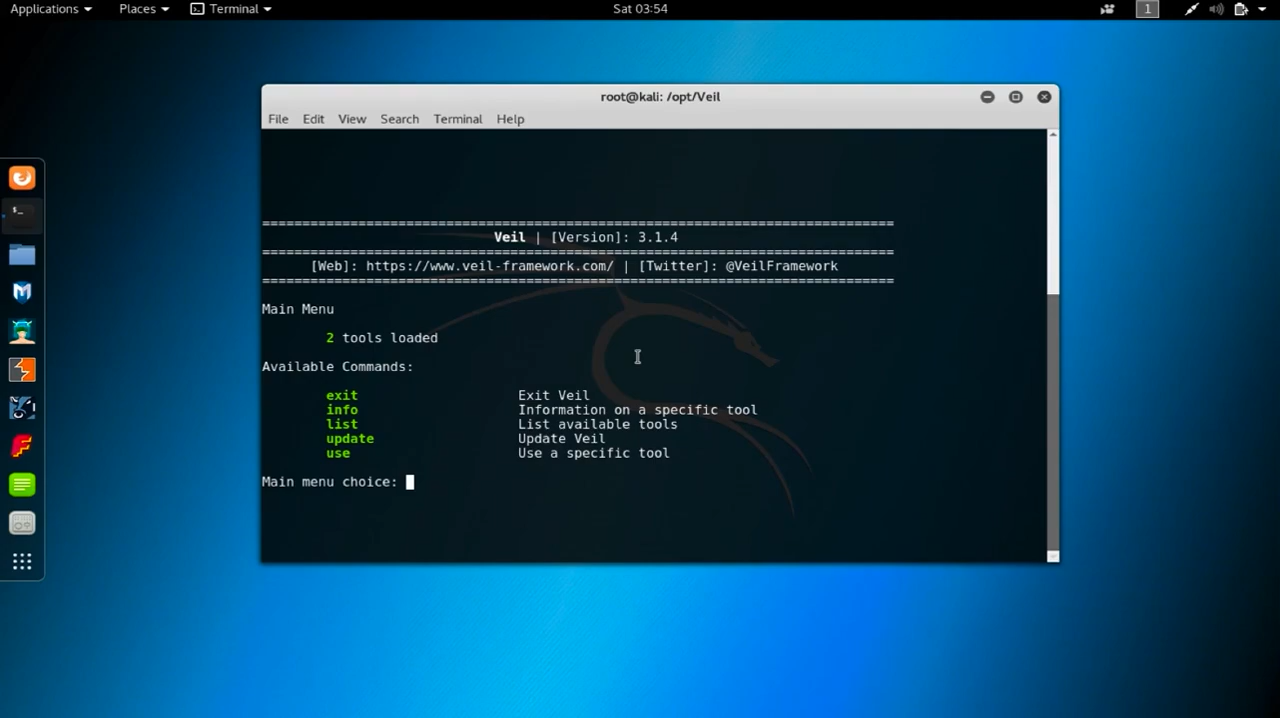 Applications Places Terminal Sat 03:54 1
root@kali: /opt/Veil
File Edit View Search Terminal Help
===============================================================================
Veil | [Version]: 3.1.4
===============================================================================
[Web]: https://www.veil-framework.com/ | [Twitter]: @VeilFramework
===============================================================================
Main Menu
2 tools loaded
Available Commands:
exit Exit Veil
info Information on a specific tool
list List available tools
update Update Veil
use Use a specific tool
Main menu choice: